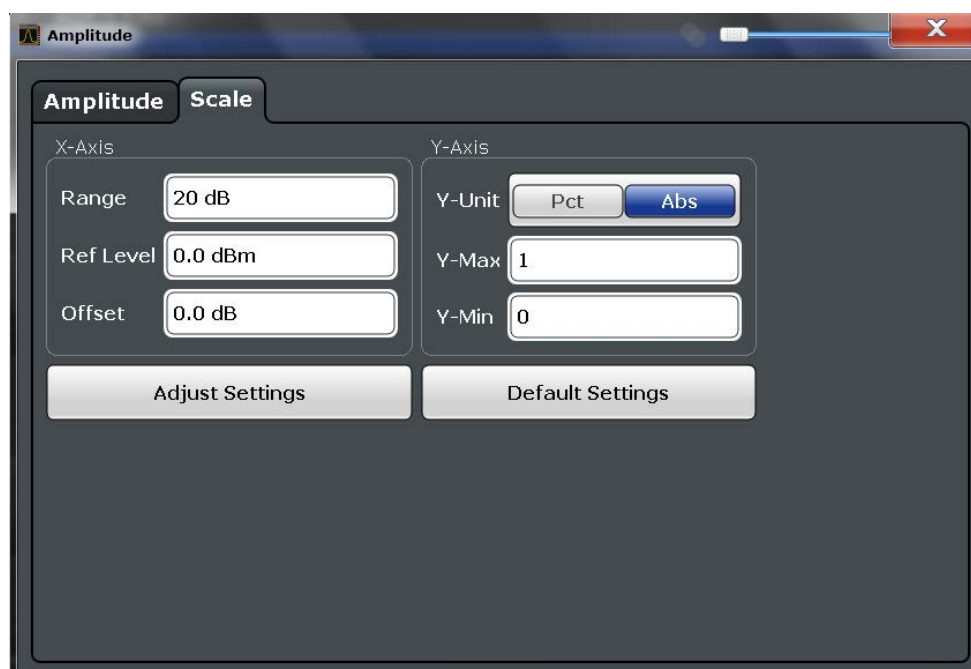 Amplitude
Amplitude Scale
X-Axis
Range 20 dB
Ref Level 0.0 dBm
Offset 0.0 dB
Y-Axis
Y-Unit Pct Abs
Y-Max 1
Y-Min 0
Adjust Settings
Default Settings